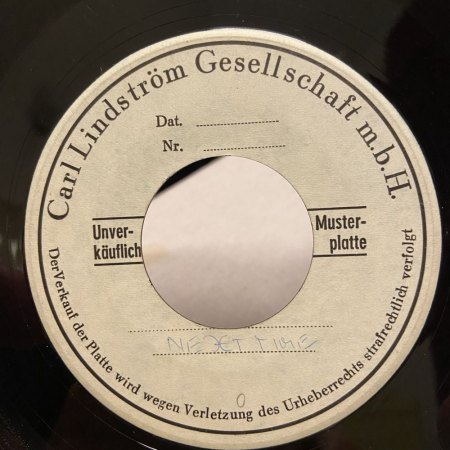 Carl Lindström Gesellschaft m.b.H.
Dat.
Nr.
Unver-
käuflich
Muster-
platte
TIME
0
Der Verkauf der Platte wird wegen Verletzung des Urheberrechts strafrechtlich verfolgt